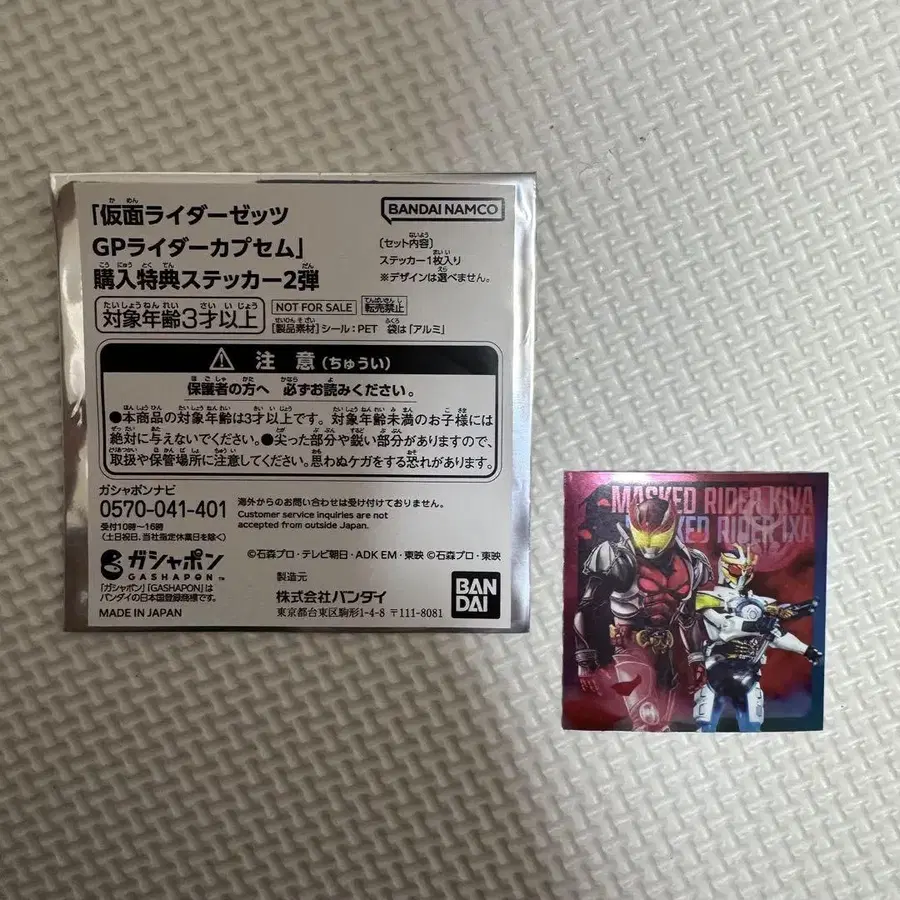 「仮面ライダーゼッツ
GPライダーカプセム」
購入特典ステッカー2弾
対象年齢3才以上
BANDAI NAMCO
〔セット内容〕
ステッカー1枚入り
※デザインは選べません。
NOT FOR SALE 転売禁止
[製品素材]シール:PET 袋は「アルミ」
注意(ちゅうい)
保護者の方へ 必ずお読みください。
●本商品の対象年齢は3才以上です。対象年齢未満のお子様には
絶対に与えないでください。●尖った部分や鋭い部分がありますので、
取扱や保管場所に注意してください。思わぬケガをする恐れがあります。
ガシャポンナビ
0570-041-401
受付10時~16時
(土日祝日、当社指定休業日を除く)
海外からのお問い合わせは受け付けておりません。
Customer service inquiries are not
accepted from outside Japan.
ガシャポン
GASHAPON™
「ガシャポン」「GASHAPON」は
バンダイの日本国登録商標です。
MADE IN JAPAN
©石森プロ・テレビ朝日・ADK EM・東映 ©石森プロ・東映
製造元
株式会社バンダイ
東京都台東区駒形1-4-8 〒111-8081
BAN
DAI
MASKED RIDER KIVA
MASKED RIDER IXA